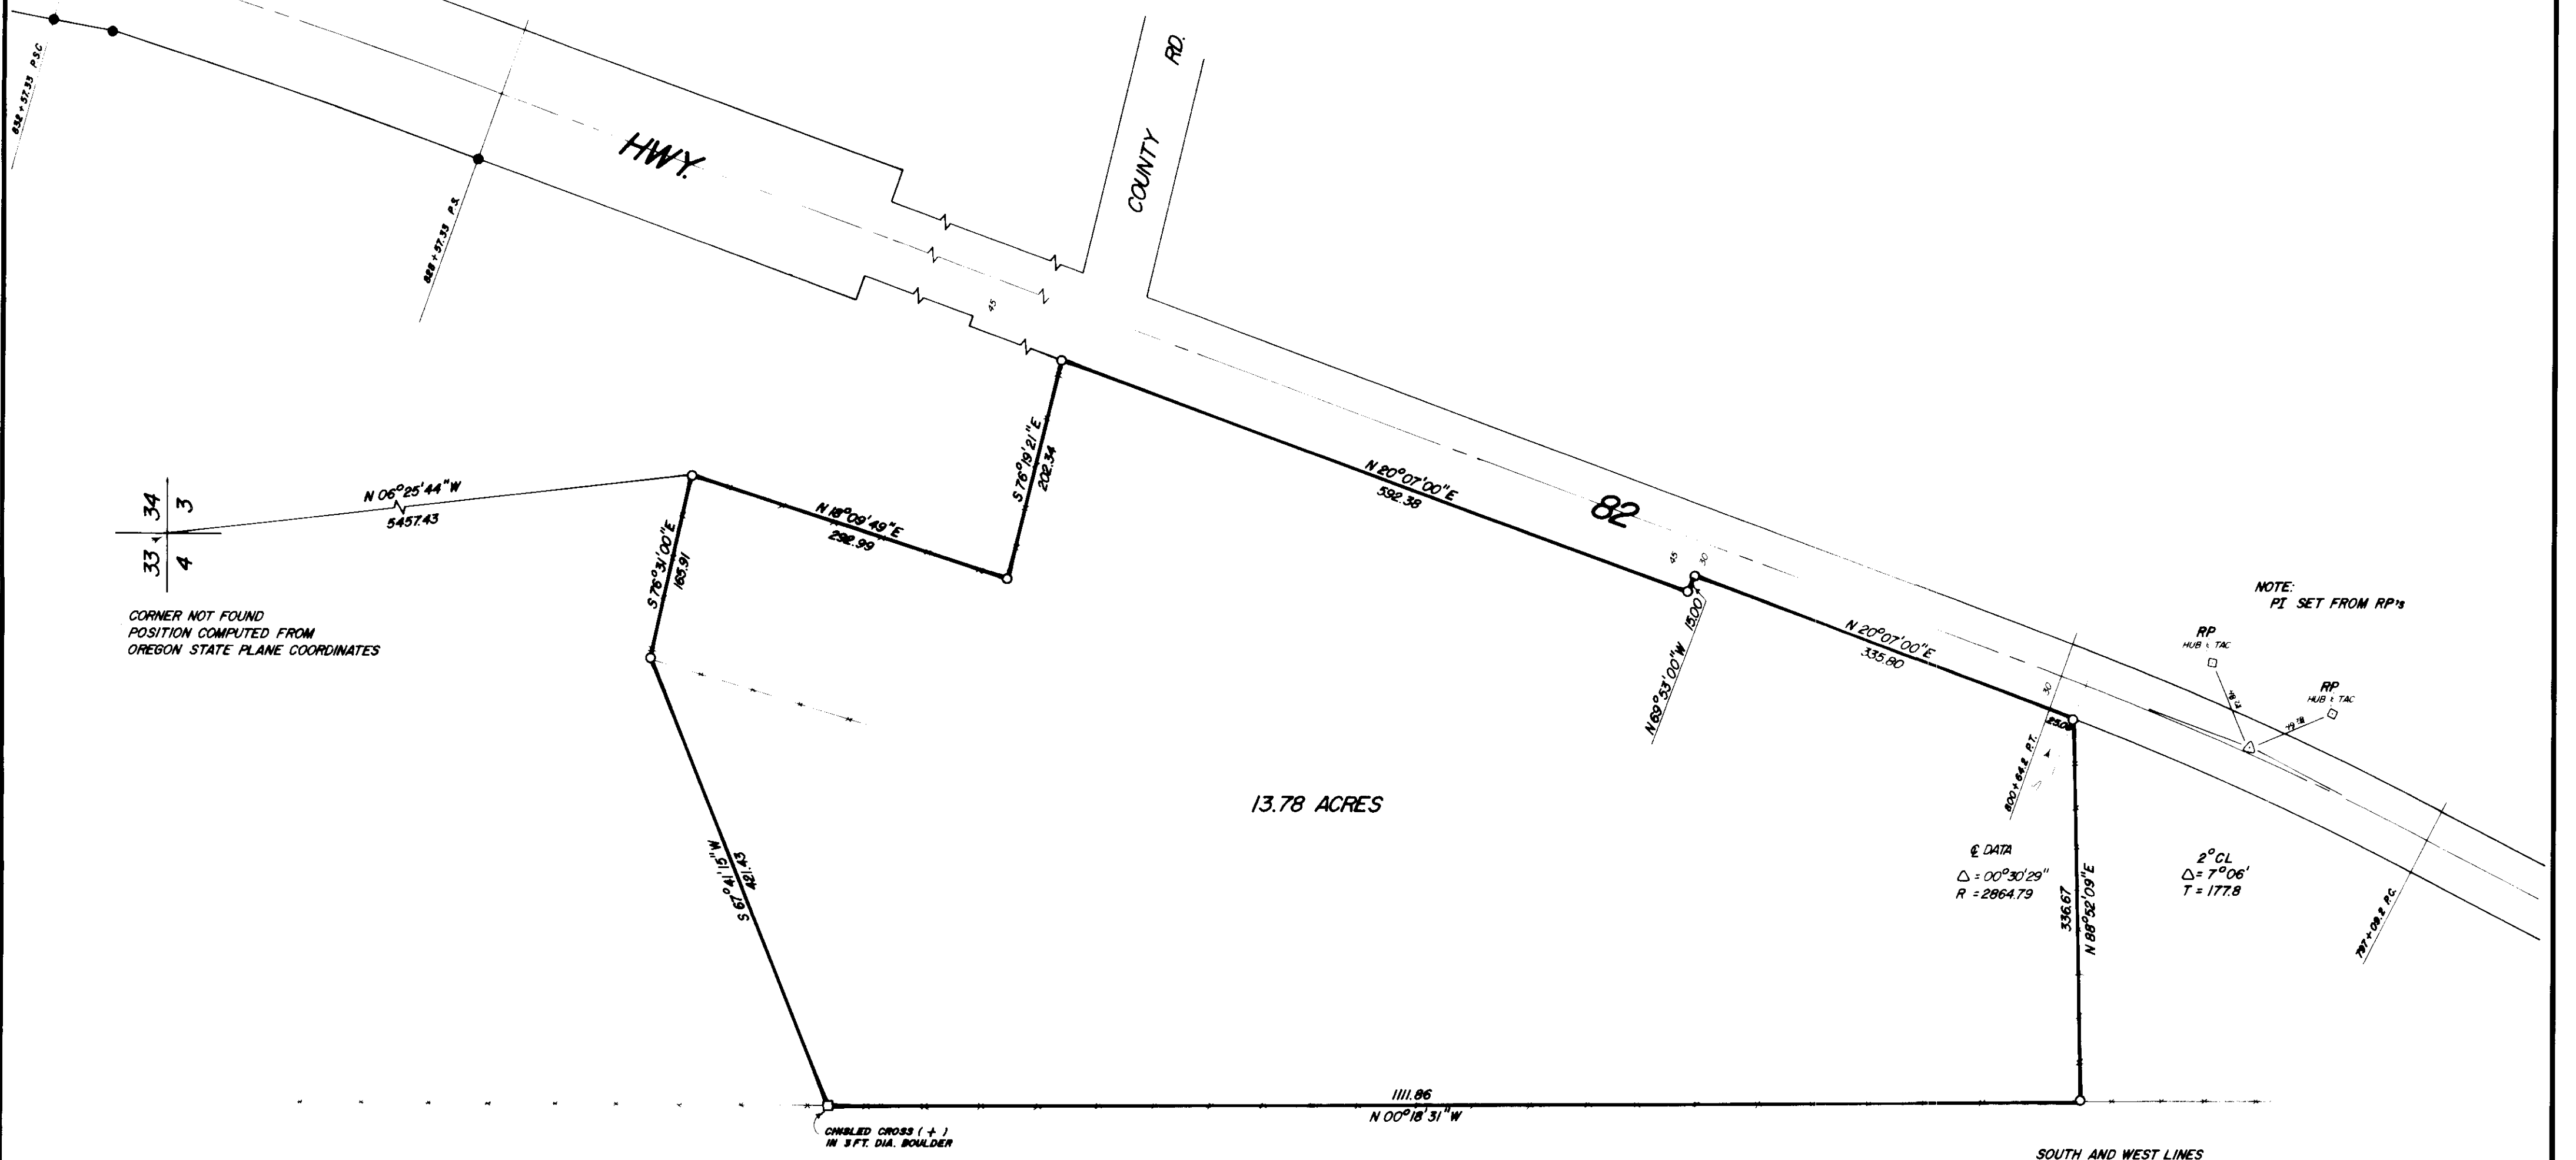 832 + 57.33 P.S.C.
828 + 57.33 P.S.
HWY.
COUNTY RD.
45
82
N 06°25'44"W
5457.43
34 3
33 4
CORNER NOT FOUND
POSITION COMPUTED FROM
OREGON STATE PLANE COORDINATES
S 76°31'00"E
165.91
N 18°09'49"E
292.99
S 76°19'21"E
202.34
N 20°07'00"E
592.38
45
30
N 69°53'00"W 15.00
N 20°07'00"E
335.80
30
800 + 64.2 P.T.
NOTE:
PI SET FROM RP's
RP
HUB & TAC
RP
HUB & TAC
13.78 ACRES
S 67°41'15"W
421.43
℄ DATA
△ = 00°30'29"
R = 2864.79
336.67
N 88°52'09"E
2° CL
△ = 7°06'
T = 177.8
797 + 09.2 P.C.
1111.86
N 00°18'31"W
CHISLED CROSS ( + )
IN 3 FT. DIA. BOULDER
SOUTH AND WEST LINES